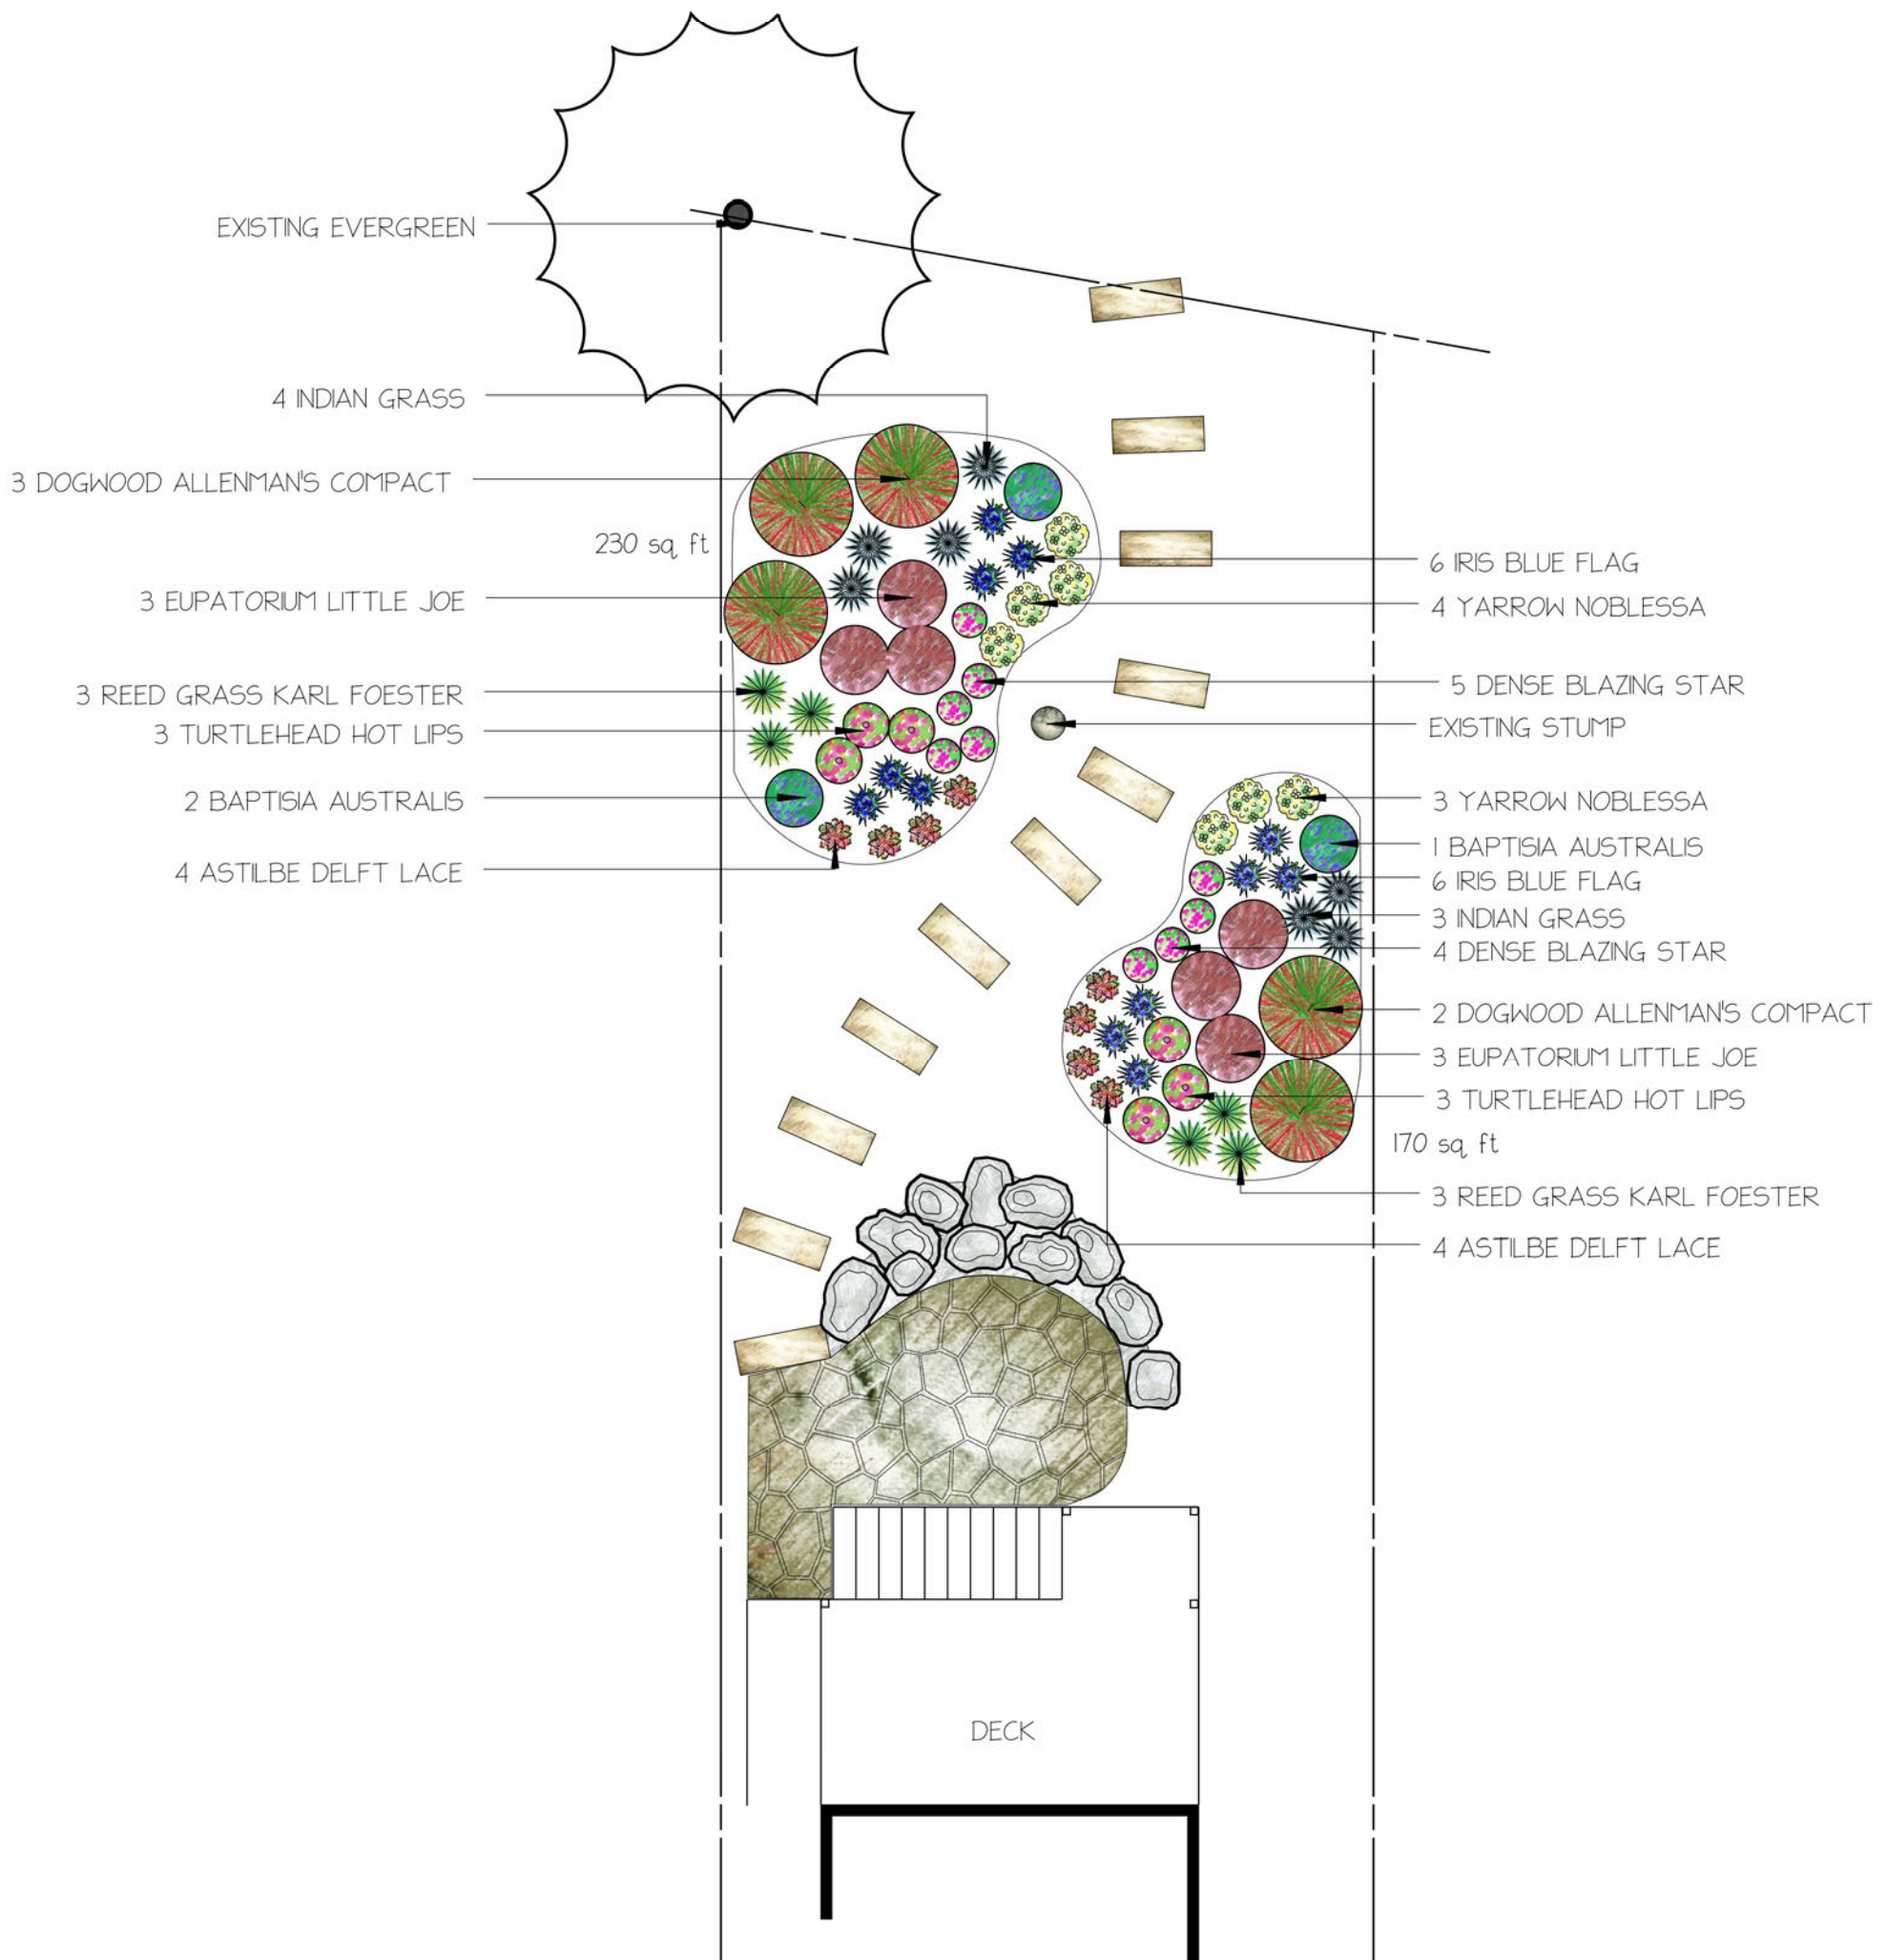 EXISTING EVERGREEN
4 INDIAN GRASS
3 DOGWOOD ALLENMAN'S COMPACT
230 sq ft
3 EUPATORIUM LITTLE JOE
3 REED GRASS KARL FOESTER
3 TURTLEHEAD HOT LIPS
2 BAPTISIA AUSTRALIS
4 ASTILBE DELFT LACE
6 IRIS BLUE FLAG
4 YARROW NOBLESSA
5 DENSE BLAZING STAR
EXISTING STUMP
3 YARROW NOBLESSA
1 BAPTISIA AUSTRALIS
6 IRIS BLUE FLAG
3 INDIAN GRASS
4 DENSE BLAZING STAR
2 DOGWOOD ALLENMAN'S COMPACT
3 EUPATORIUM LITTLE JOE
3 TURTLEHEAD HOT LIPS
170 sq ft
3 REED GRASS KARL FOESTER
4 ASTILBE DELFT LACE
DECK